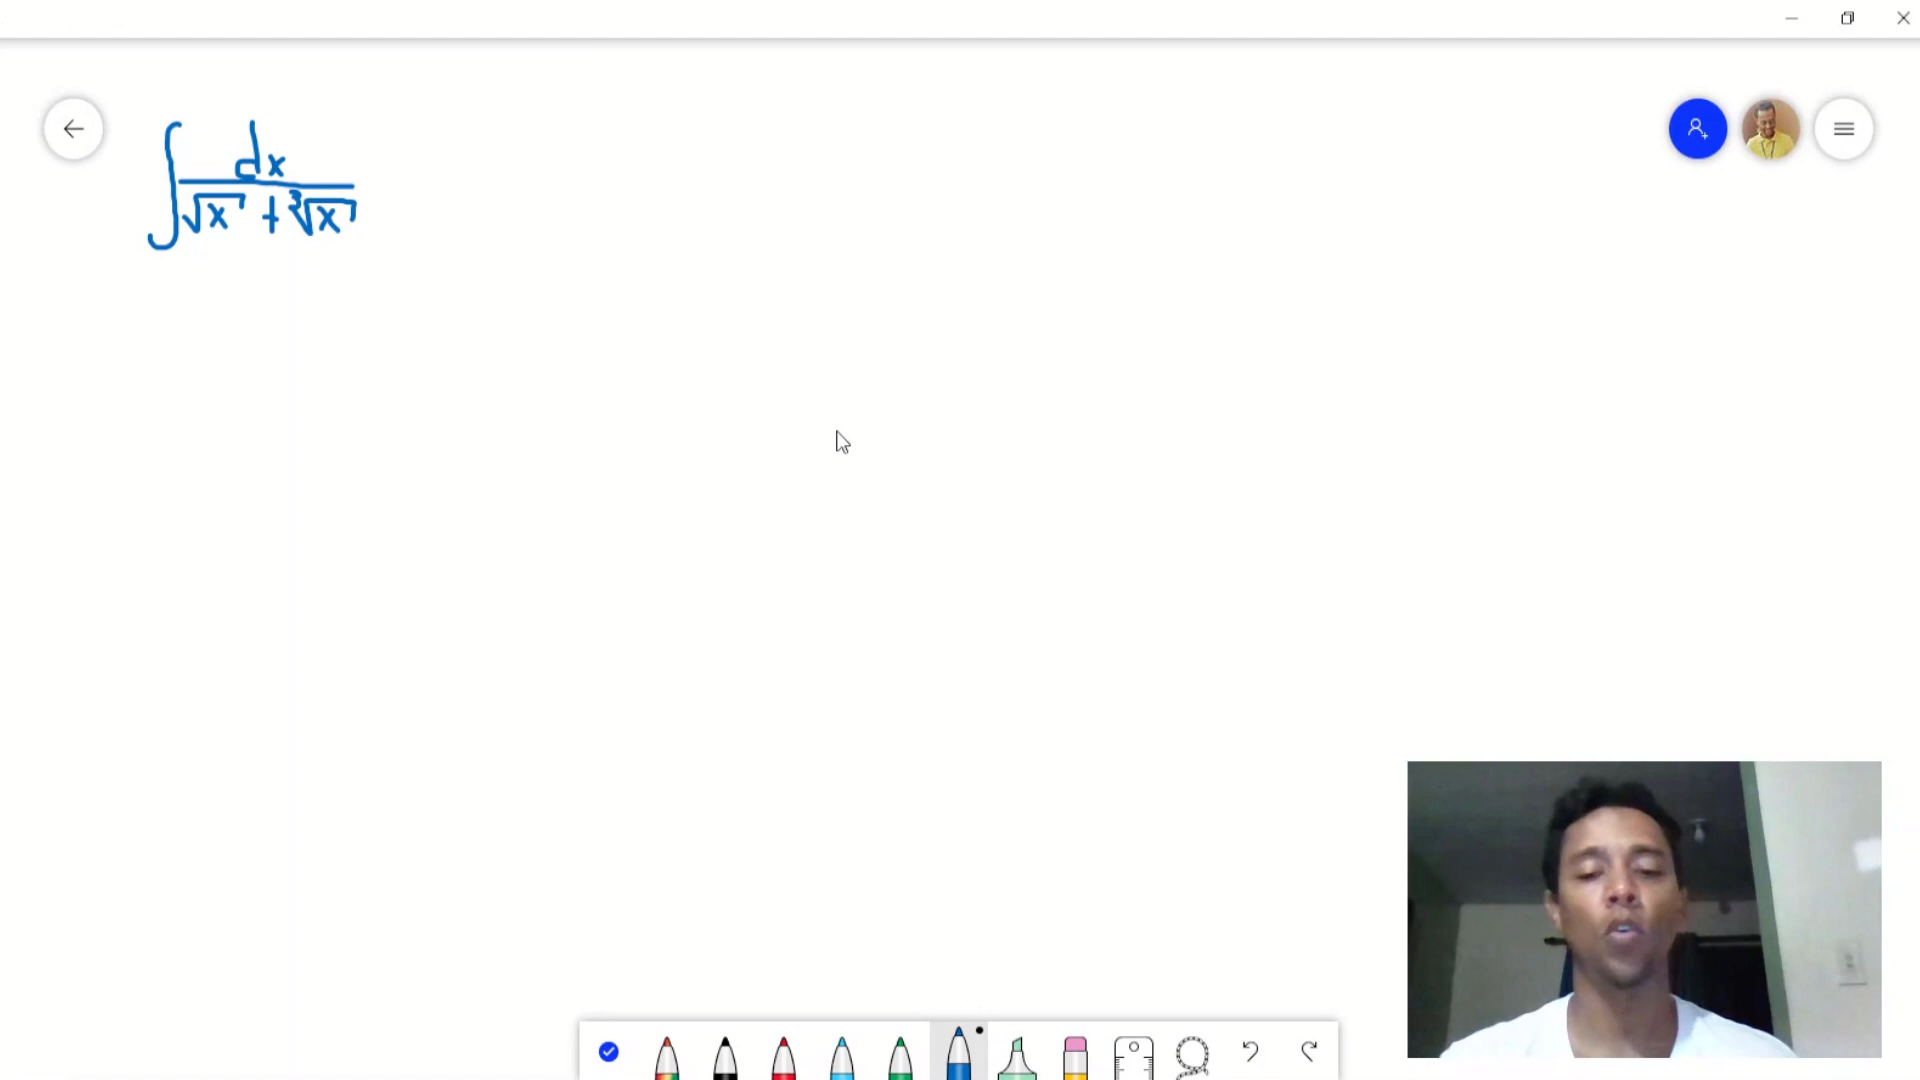 ∫ dx / (√x + ∛x)